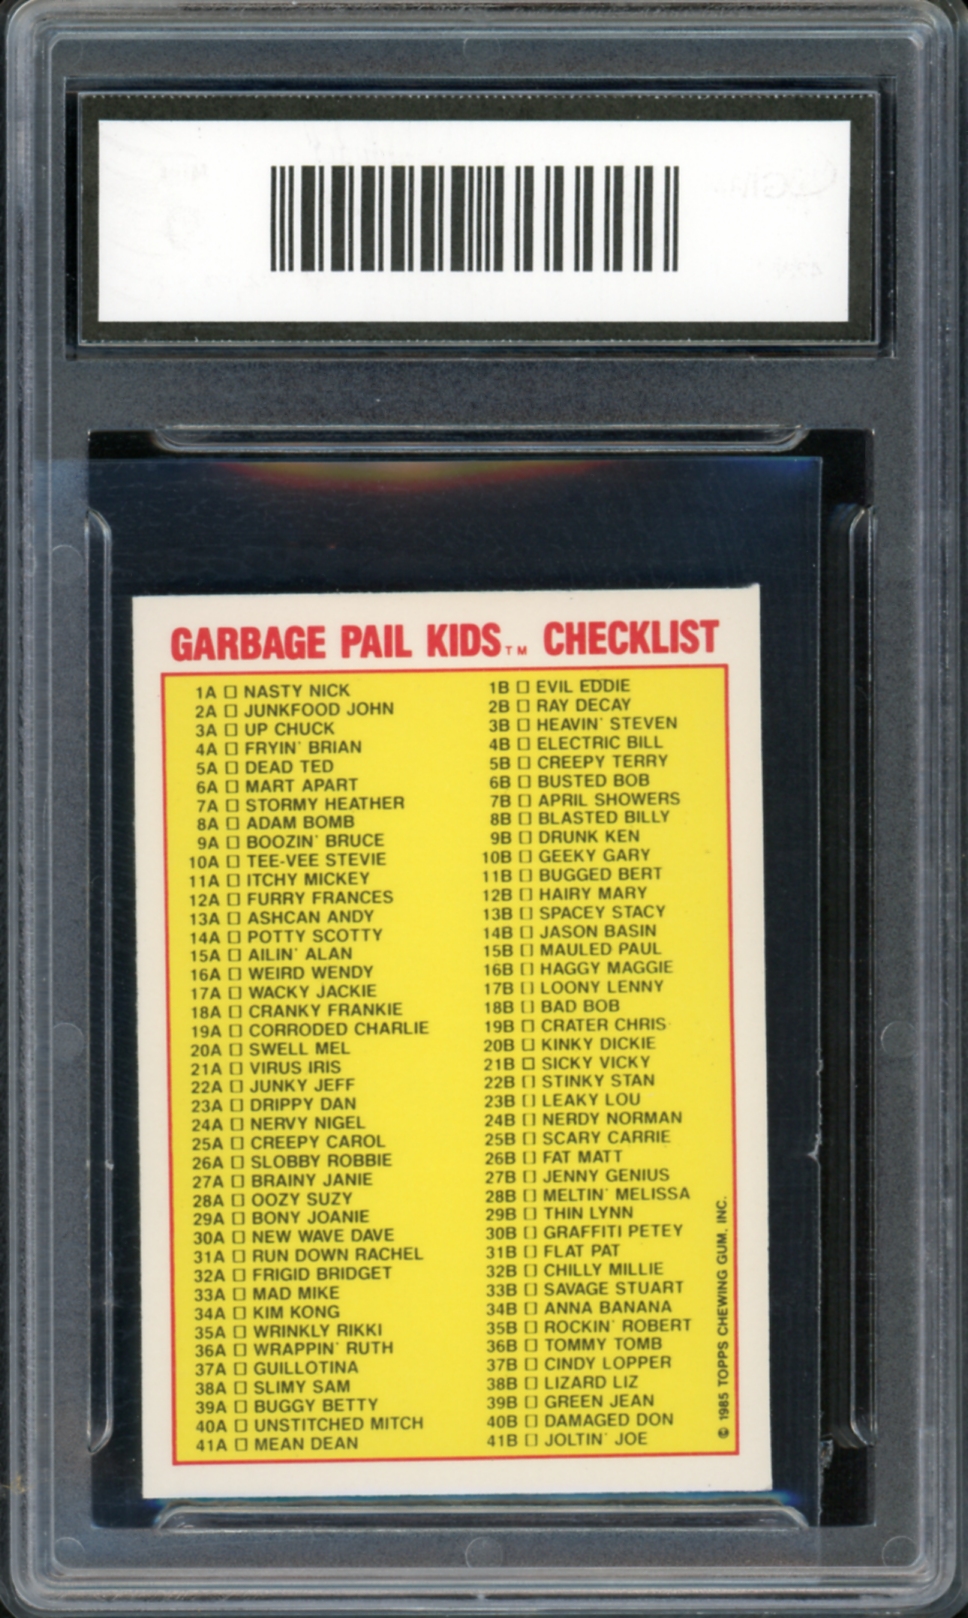 GARBAGE PAIL KIDS™ CHECKLIST
1A □ NASTY NICK
2A □ JUNKFOOD JOHN
3A □ UP CHUCK
4A □ FRYIN' BRIAN
5A □ DEAD TED
6A □ MART APART
7A □ STORMY HEATHER
8A □ ADAM BOMB
9A □ BOOZIN' BRUCE
10A □ TEE-VEE STEVIE
11A □ ITCHY MICKEY
12A □ FURRY FRANCES
13A □ ASHCAN ANDY
14A □ POTTY SCOTTY
15A □ AILIN' ALAN
16A □ WEIRD WENDY
17A □ WACKY JACKIE
18A □ CRANKY FRANKIE
19A □ CORRODED CHARLIE
20A □ SWELL MEL
21A □ VIRUS IRIS
22A □ JUNKY JEFF
23A □ DRIPPY DAN
24A □ NERVY NIGEL
25A □ CREEPY CAROL
26A □ SLOBBY ROBBIE
27A □ BRAINY JANIE
28A □ OOZY SUZY
29A □ BONY JOANIE
30A □ NEW WAVE DAVE
31A □ RUN DOWN RACHEL
32A □ FRIGID BRIDGET
33A □ MAD MIKE
34A □ KIM KONG
35A □ WRINKLY RIKKI
36A □ WRAPPIN' RUTH
37A □ GUILLOTINA
38A □ SLIMY SAM
39A □ BUGGY BETTY
40A □ UNSTITCHED MITCH
41A □ MEAN DEAN
1B □ EVIL EDDIE
2B □ RAY DECAY
3B □ HEAVIN' STEVEN
4B □ ELECTRIC BILL
5B □ CREEPY TERRY
6B □ BUSTED BOB
7B □ APRIL SHOWERS
8B □ BLASTED BILLY
9B □ DRUNK KEN
10B □ GEEKY GARY
11B □ BUGGED BERT
12B □ HAIRY MARY
13B □ SPACEY STACY
14B □ JASON BASIN
15B □ MAULED PAUL
16B □ HAGGY MAGGIE
17B □ LOONY LENNY
18B □ BAD BOB
19B □ CRATER CHRIS
20B □ KINKY DICKIE
21B □ SICKY VICKY
22B □ STINKY STAN
23B □ LEAKY LOU
24B □ NERDY NORMAN
25B □ SCARY CARRIE
26B □ FAT MATT
27B □ JENNY GENIUS
28B □ MELTIN' MELISSA
29B □ THIN LYNN
30B □ GRAFFITI PETEY
31B □ FLAT PAT
32B □ CHILLY MILLIE
33B □ SAVAGE STUART
34B □ ANNA BANANA
35B □ ROCKIN' ROBERT
36B □ TOMMY TOMB
37B □ CINDY LOPPER
38B □ LIZARD LIZ
39B □ GREEN JEAN
40B □ DAMAGED DON
41B □ JOLTIN' JOE
© 1985 TOPPS CHEWING GUM, INC.